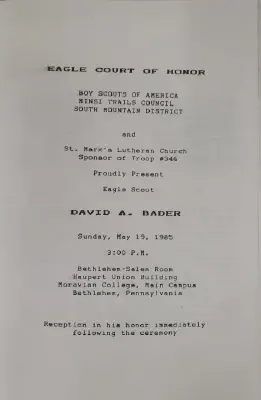 EAGLE COURT OF HONOR
BOY SCOUTS OF AMERICA
MINSI TRAILS COUNCIL
SOUTH MOUNTAIN DISTRICT
and
St. Mark's Lutheran Church
Sponsor of Troop #346
Proudly Present
Eagle Scout
DAVID A. BADER
Sunday, May 19, 1985
3:00 P.M.
Bethlehem-Salem Room
Haupert Union Building
Moravian College, Main Campus
Bethlehem, Pennsylvania
Reception in his honor immediately
following the ceremony